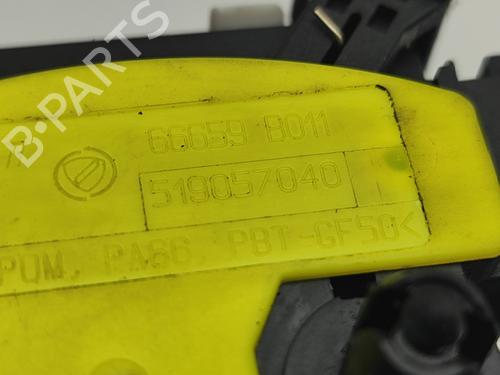 B-PARTS
66659 B011
519057040
POM, PA66, PBT-GF50<